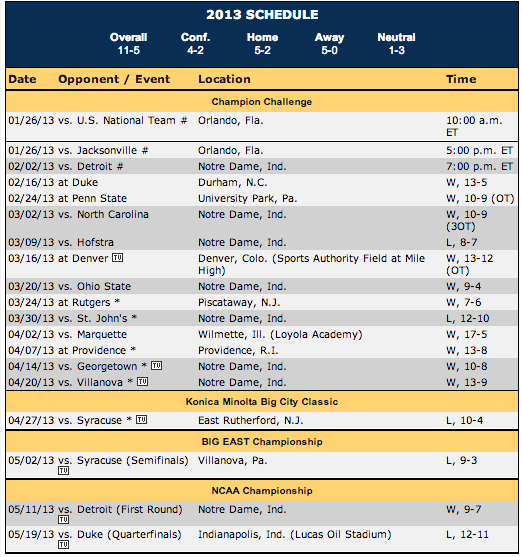 2013 SCHEDULE
Overall Conf. Home Away Neutral
11-5 4-2 5-2 5-0 1-3
Date Opponent / Event Location Time
Champion Challenge
01/26/13 vs. U.S. National Team # Orlando, Fla. 10:00 a.m.
ET
01/26/13 vs. Jacksonville # Orlando, Fla. 5:00 p.m. ET
02/02/13 vs. Detroit # Notre Dame, Ind. 7:00 p.m. ET
02/16/13 at Duke Durham, N.C. W, 13-5
02/24/13 at Penn State University Park, Pa. W, 10-9 (OT)
03/02/13 vs. North Carolina Notre Dame, Ind. W, 10-9
(3OT)
03/09/13 vs. Hofstra Notre Dame, Ind. L, 8-7
03/16/13 at Denver TU Denver, Colo. (Sports Authority Field at Mile W, 13-12
High) (OT)
03/20/13 vs. Ohio State Notre Dame, Ind. W, 9-4
03/24/13 at Rutgers * Piscataway, N.J. W, 7-6
03/30/13 vs. St. John's * Notre Dame, Ind. L, 12-10
04/02/13 vs. Marquette Wilmette, Ill. (Loyola Academy) W, 17-5
04/07/13 at Providence * Providence, R.I. W, 13-8
04/14/13 vs. Georgetown * TU Notre Dame, Ind. W, 10-8
04/20/13 vs. Villanova * TU Notre Dame, Ind. W, 13-9
Konica Minolta Big City Classic
04/27/13 vs. Syracuse * TU East Rutherford, N.J. L, 10-4
BIG EAST Championship
05/02/13 vs. Syracuse (Semifinals) Villanova, Pa. L, 9-3
TU
NCAA Championship
05/11/13 vs. Detroit (First Round) Notre Dame, Ind. W, 9-7
TU
05/19/13 vs. Duke (Quarterfinals) Indianapolis, Ind. (Lucas Oil Stadium) L, 12-11
TU